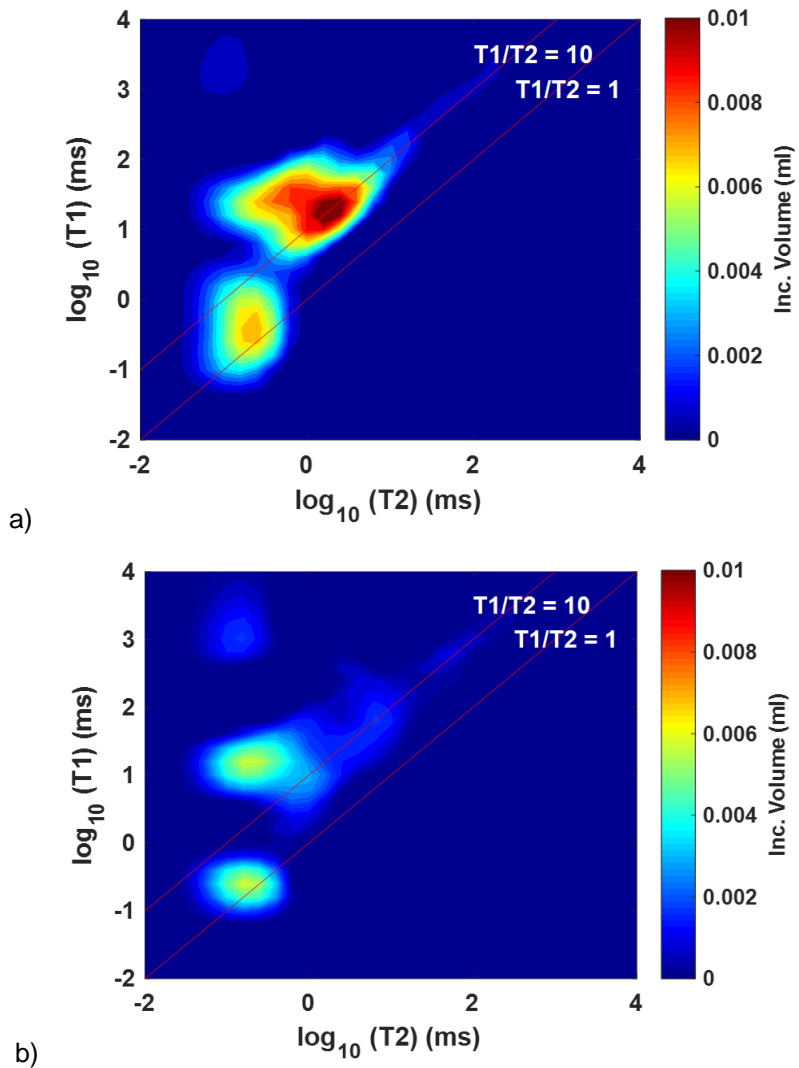 4
3
2
1
0
-1
-2
-2
0
2
4
log10 (T1) (ms)
log10 (T2) (ms)
T1/T2 = 10
T1/T2 = 1
0.01
0.008
0.006
0.004
0.002
0
Inc. Volume (ml)
a)
4
3
2
1
0
-1
-2
-2
0
2
4
log10 (T1) (ms)
log10 (T2) (ms)
T1/T2 = 10
T1/T2 = 1
0.01
0.008
0.006
0.004
0.002
0
Inc. Volume (ml)
b)